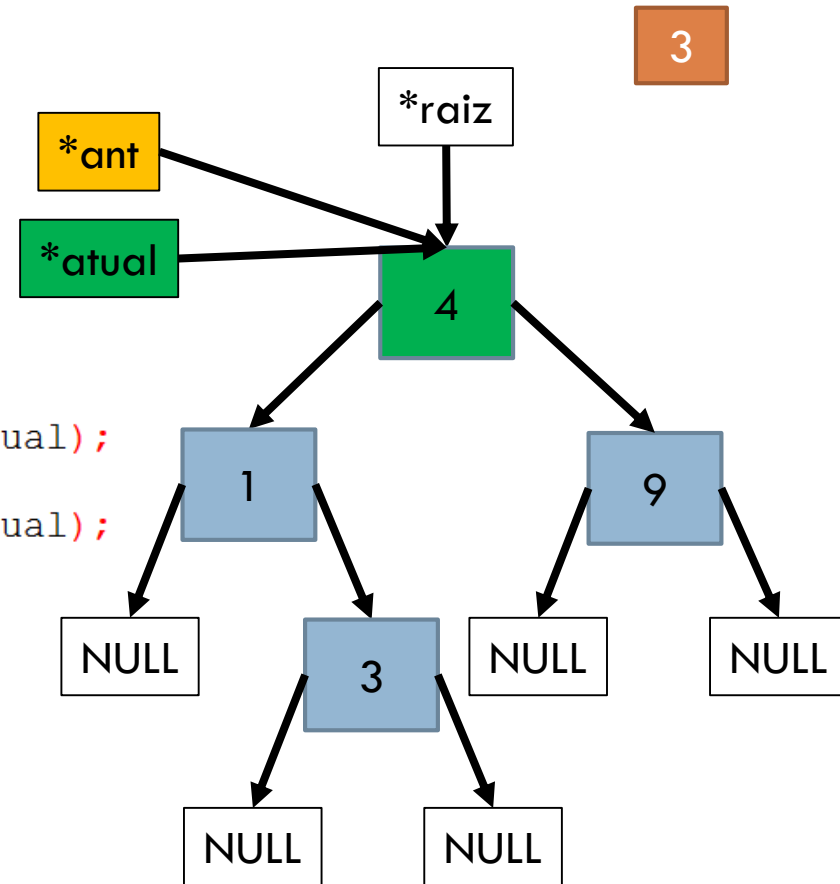 3
*raiz
*ant
*atual
4
ual);
1
9
ual);
NULL
3
NULL
NULL
NULL
NULL